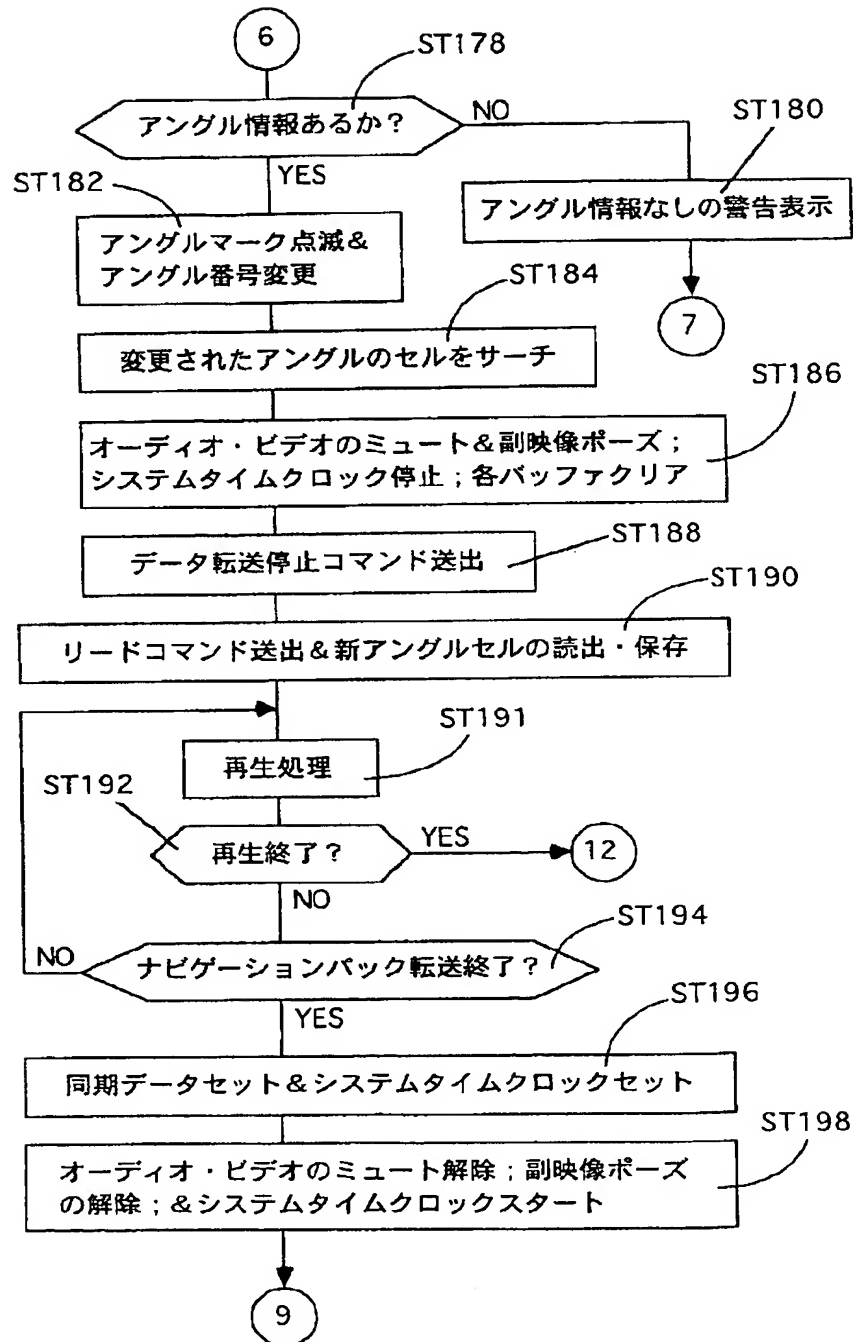 6
ST178
アングル情報あるか？
NO
ST180
YES
ST182
アングル情報なしの警告表示
アングルマーク点滅＆
アングル番号変更
7
ST184
変更されたアングルのセルをサーチ
ST186
オーディオ・ビデオのミュート＆副映像ポーズ；
システムタイムクロック停止；各バッファクリア
ST188
データ転送停止コマンド送出
ST190
リードコマンド送出＆新アングルセルの読出・保存
ST191
再生処理
ST192
再生終了？
YES
12
NO
ST194
NO
ナビゲーションパック転送終了？
ST196
YES
同期データセット＆システムタイムクロックセット
ST198
オーディオ・ビデオのミュート解除；副映像ポーズ
の解除；＆システムタイムクロックスタート
9